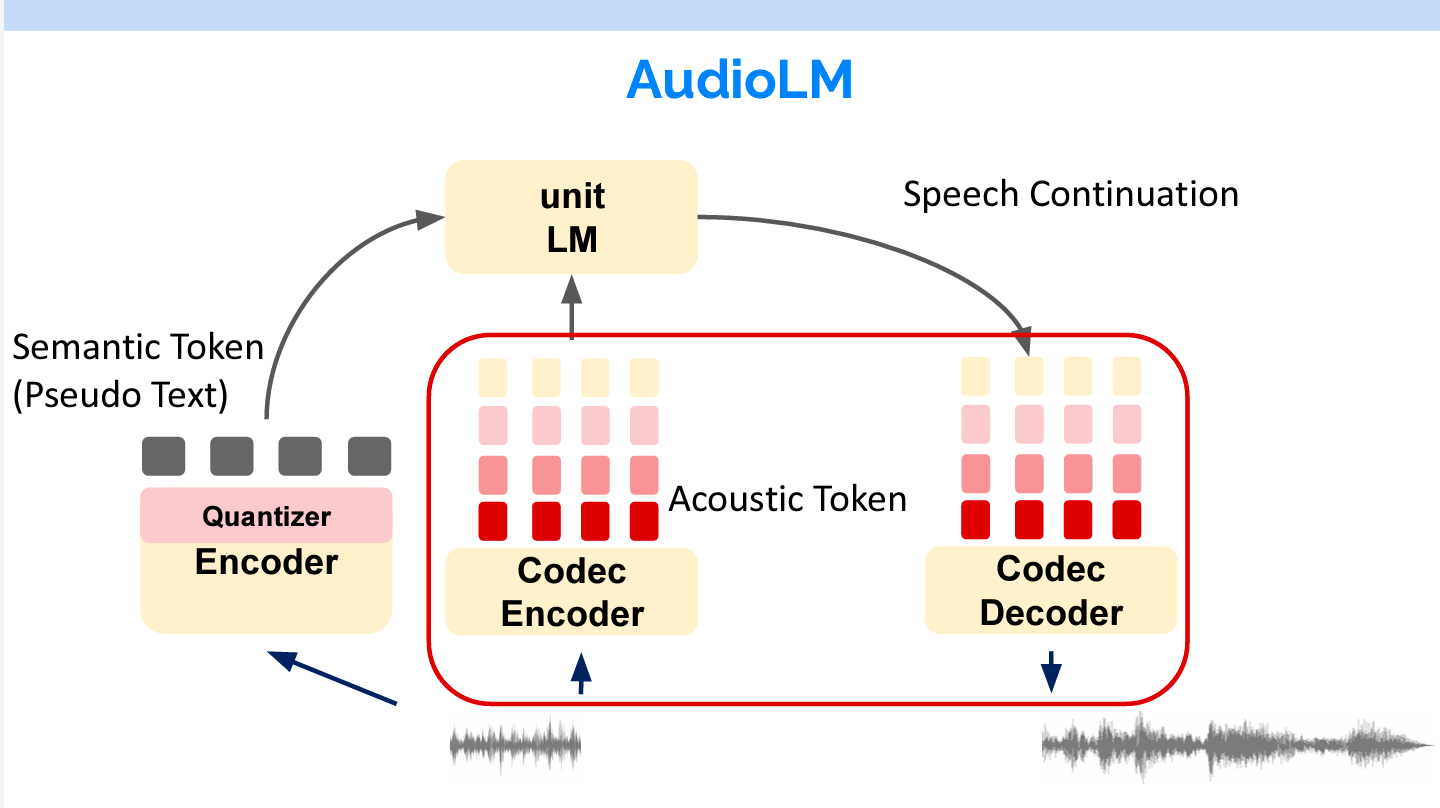 AudioLM
unit
LM
Speech Continuation
Semantic Token
(Pseudo Text)
Quantizer
Encoder
Acoustic Token
Codec
Encoder
Codec
Decoder